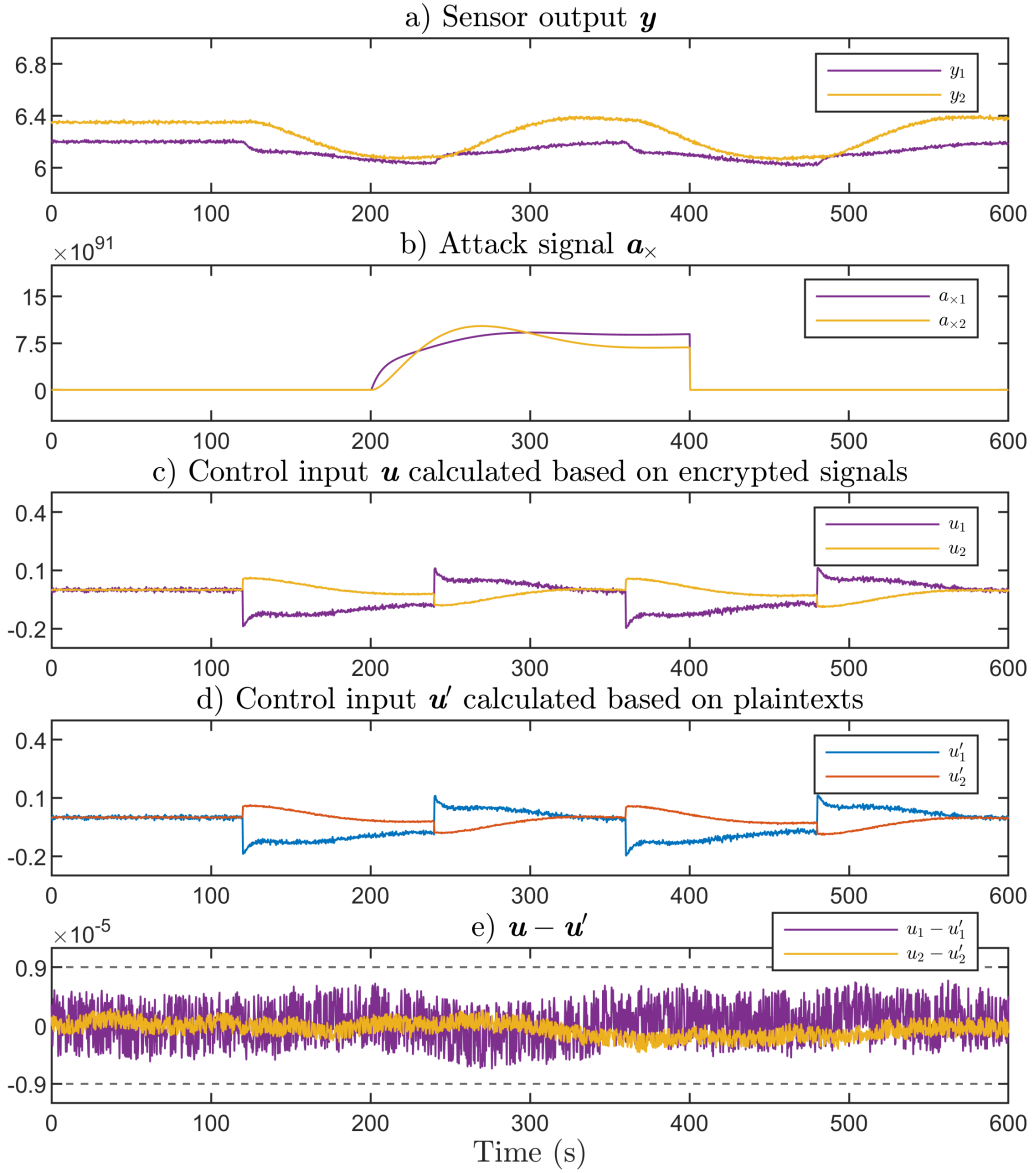 a) Sensor output y
6.8
6.4
6
y₁
y₂
0 100 200 300 400 500 600
×10⁹¹
b) Attack signal a×
15
7.5
0
a×1
a×2
0 100 200 300 400 500 600
c) Control input u calculated based on encrypted signals
0.4
0.1
-0.2
u₁
u₂
0 100 200 300 400 500 600
d) Control input u′ calculated based on plaintexts
0.4
0.1
-0.2
u′₁
u′₂
0 100 200 300 400 500 600
×10⁻⁵
e) u − u′
0.9
0
-0.9
u₁ − u′₁
u₂ − u′₂
0 100 200 300 400 500 600
Time (s)